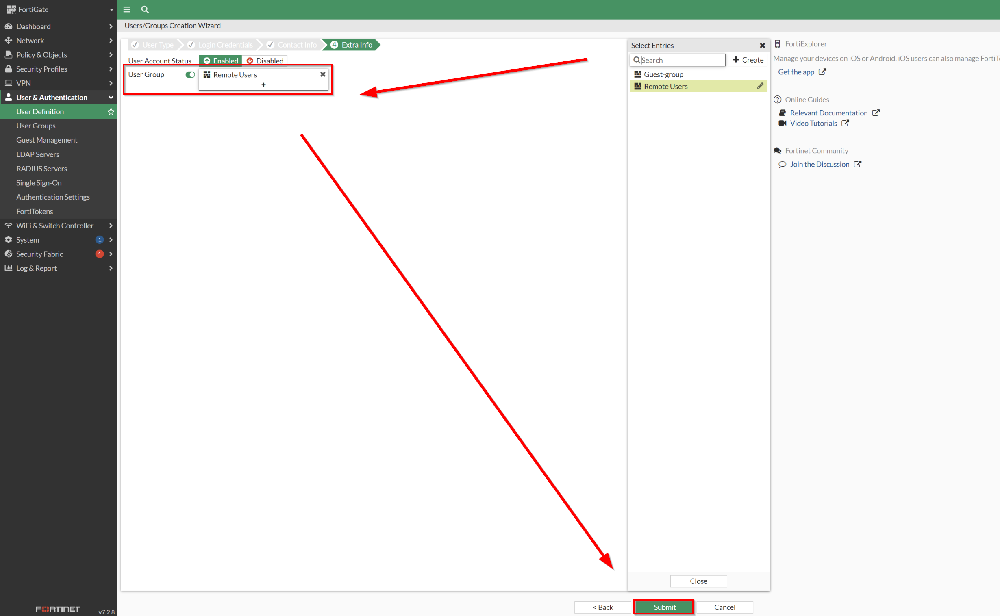 FortiGate
Dashboard
Network
Policy & Objects
Security Profiles
VPN
User & Authentication
User Definition
User Groups
Guest Management
LDAP Servers
RADIUS Servers
Single Sign-On
Authentication Settings
FortiTokens
WiFi & Switch Controller
System 1
Security Fabric 1
Log & Report
FORTINET v7.2.8
Users/Groups Creation Wizard
User Type Login Credentials Contact Info 4 Extra Info
User Account Status Enabled Disabled
User Group Remote Users
+
Select Entries
Search + Create
Guest-group
Remote Users
Close
< Back Submit Cancel
FortiExplorer
Manage your devices on iOS or Android. iOS users can also manage
Get the app
? Online Guides
Relevant Documentation
Video Tutorials
Fortinet Community
Join the Discussion